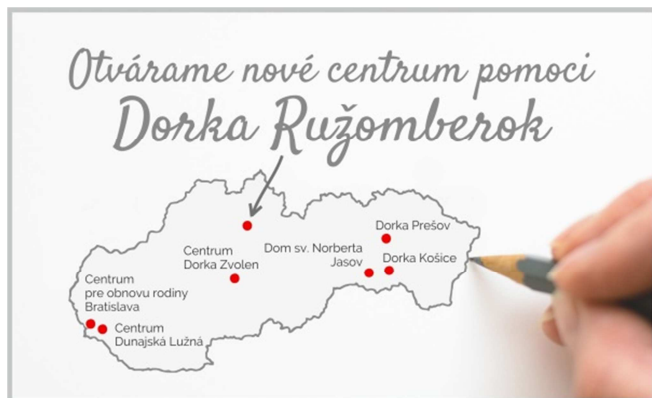 Otvárame nové centrum pomoci
Dorka Ružomberok
Dorka Prešov
Centrum
Dorka Zvolen
Dom sv. Norberta
Jasov
Dorka Košice
Centrum
pre obnovu rodiny
Bratislava
Centrum
Dunajská Lužná